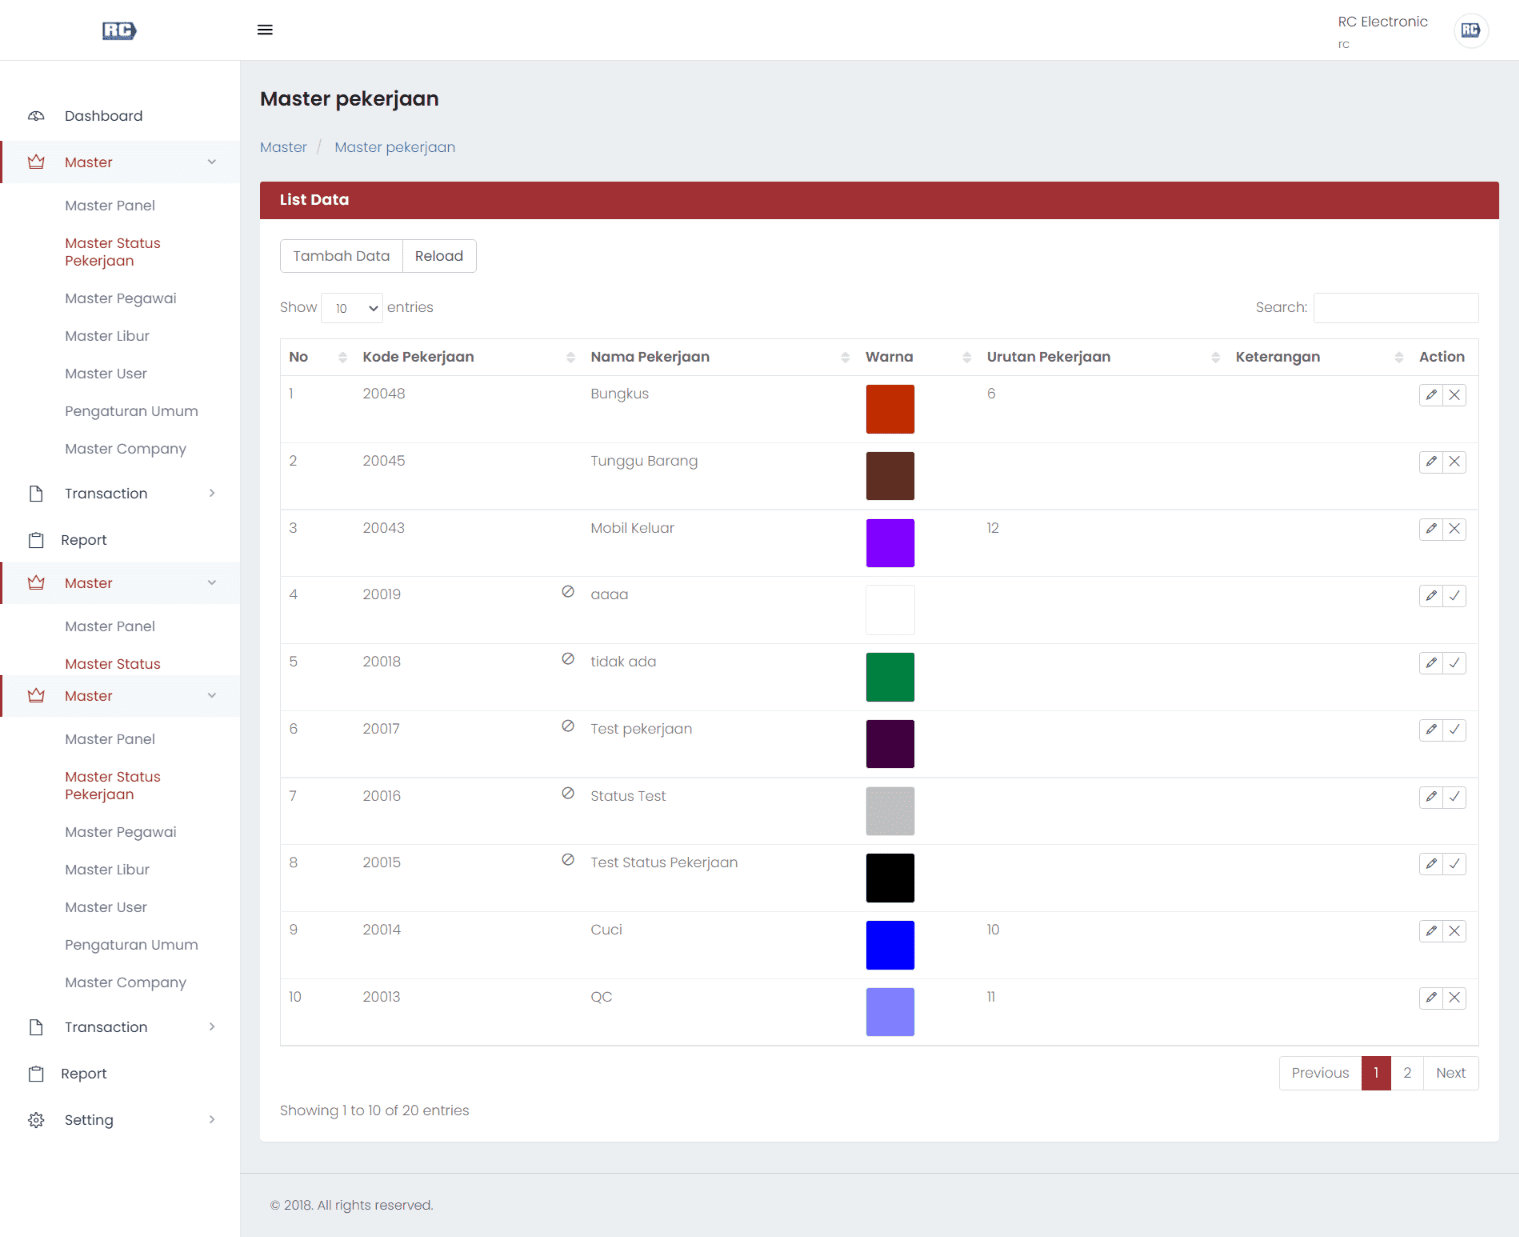 RC
RC Electronic
rc
RC
Dashboard
Master
Master Panel
Master Status
Pekerjaan
Master Pegawai
Master Libur
Master User
Pengaturan Umum
Master Company
Transaction
Report
Master
Master Panel
Master Status
Master
Master Panel
Master Status
Pekerjaan
Master Pegawai
Master Libur
Master User
Pengaturan Umum
Master Company
Transaction
Report
Setting
Master pekerjaan
Master / Master pekerjaan
List Data
Tambah Data Reload
Show 10 entries Search:
No Kode Pekerjaan Nama Pekerjaan Warna Urutan Pekerjaan Keterangan Action
1 20048 Bungkus 6
2 20045 Tunggu Barang
3 20043 Mobil Keluar 12
4 20019 aaaa
5 20018 tidak ada
6 20017 Test pekerjaan
7 20016 Status Test
8 20015 Test Status Pekerjaan
9 20014 Cuci 10
10 20013 QC 11
Previous 1 2 Next
Showing 1 to 10 of 20 entries
© 2018. All rights reserved.